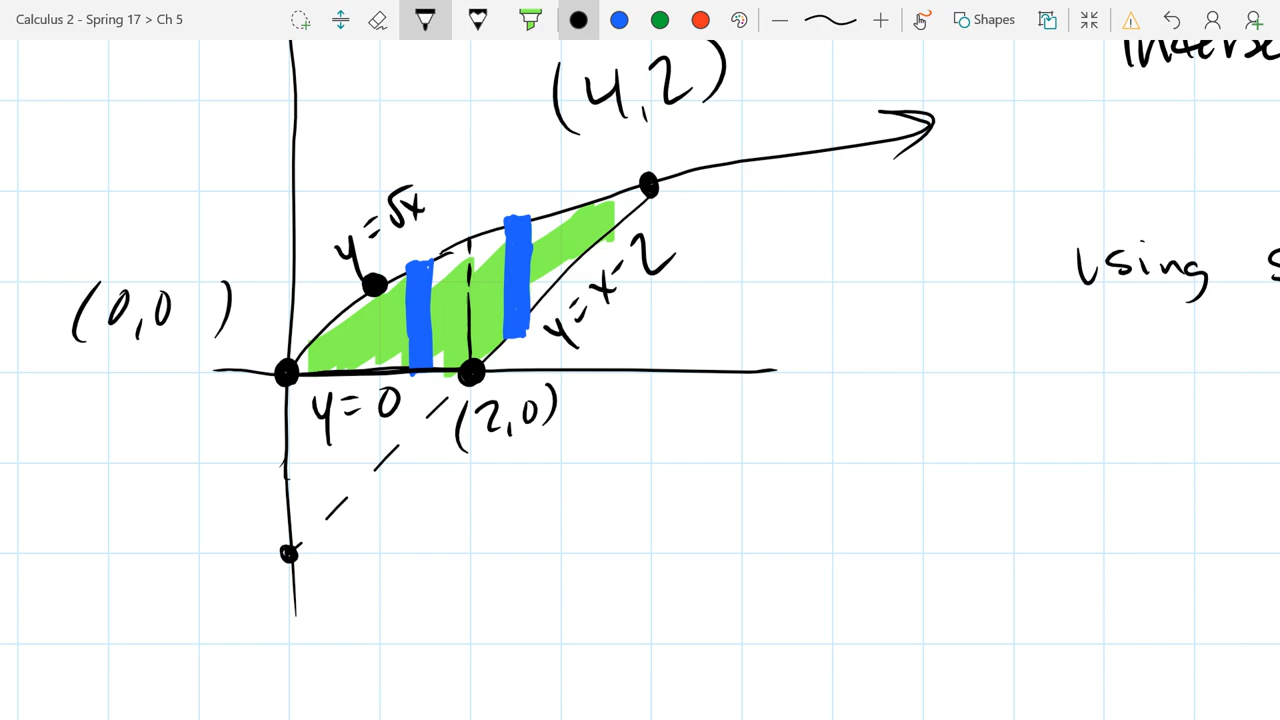 Calculus 2 - Spring 17 > Ch 5
Shapes
(4,2)
y=√x
(0,0)
y=x-2
using
y=0
(2,0)